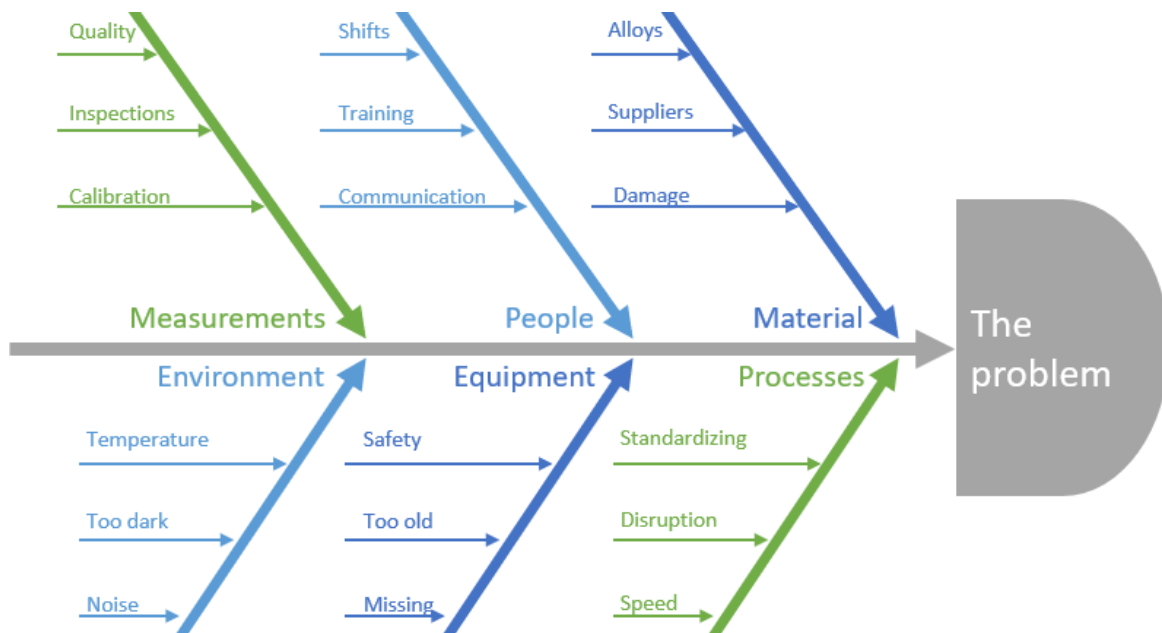 Quality
Shifts
Alloys
Inspections
Training
Suppliers
Calibration
Communication
Damage
Measurements
People
Material
The
problem
Environment
Equipment
Processes
Temperature
Safety
Standardizing
Too dark
Too old
Disruption
Noise
Missing
Speed